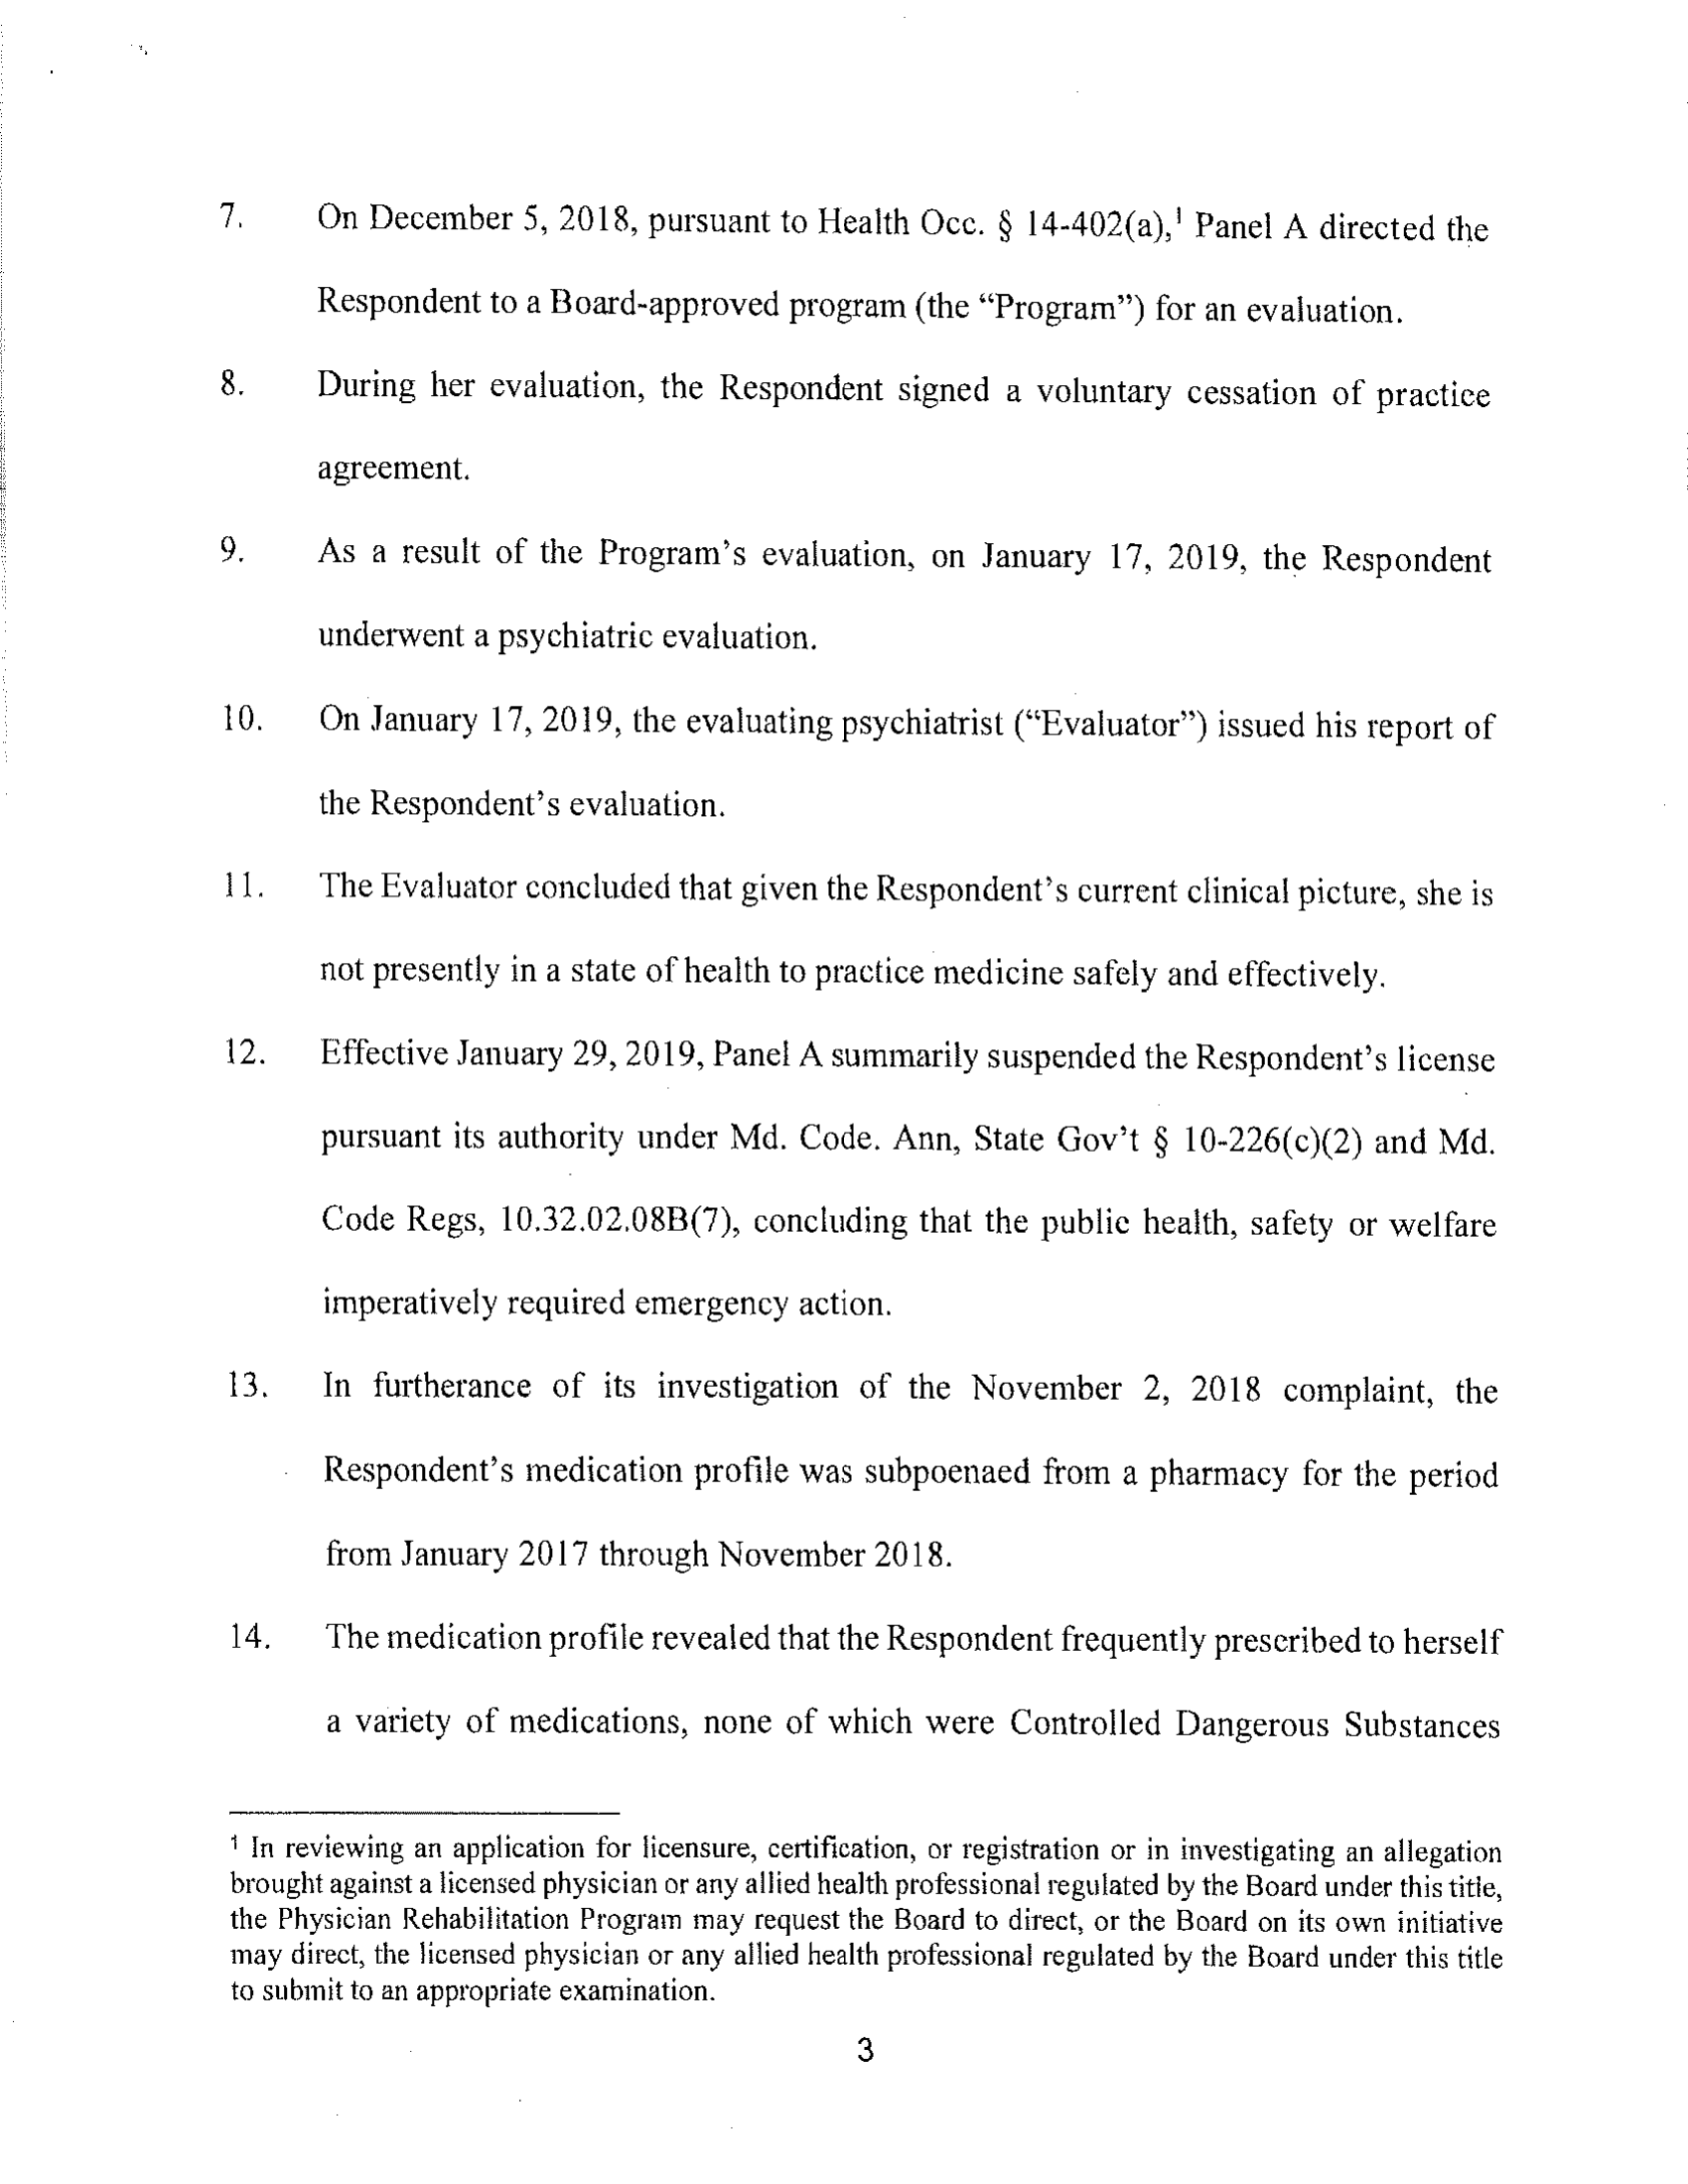 7. On December 5, 2018, pursuant to Health Occ. § 14-402(a),¹ Panel A directed the
Respondent to a Board-approved program (the “Program”) for an evaluation.
8. During her evaluation, the Respondent signed a voluntary cessation of practice
agreement.
9. As a result of the Program’s evaluation, on January 17, 2019, the Respondent
underwent a psychiatric evaluation.
10. On January 17, 2019, the evaluating psychiatrist (“Evaluator”) issued his report of
the Respondent’s evaluation.
11. The Evaluator concluded that given the Respondent’s current clinical picture, she is
not presently in a state of health to practice medicine safely and effectively.
12. Effective January 29, 2019, Panel A summarily suspended the Respondent’s license
pursuant its authority under Md. Code. Ann, State Gov’t § 10-226(c)(2) and Md.
Code Regs, 10.32.02.08B(7), concluding that the public health, safety or welfare
imperatively required emergency action.
13. In furtherance of its investigation of the November 2, 2018 complaint, the
Respondent’s medication profile was subpoenaed from a pharmacy for the period
from January 2017 through November 2018.
14. The medication profile revealed that the Respondent frequently prescribed to herself
a variety of medications, none of which were Controlled Dangerous Substances
¹ In reviewing an application for licensure, certification, or registration or in investigating an allegation
brought against a licensed physician or any allied health professional regulated by the Board under this title,
the Physician Rehabilitation Program may request the Board to direct, or the Board on its own initiative
may direct, the licensed physician or any allied health professional regulated by the Board under this title
to submit to an appropriate examination.
3